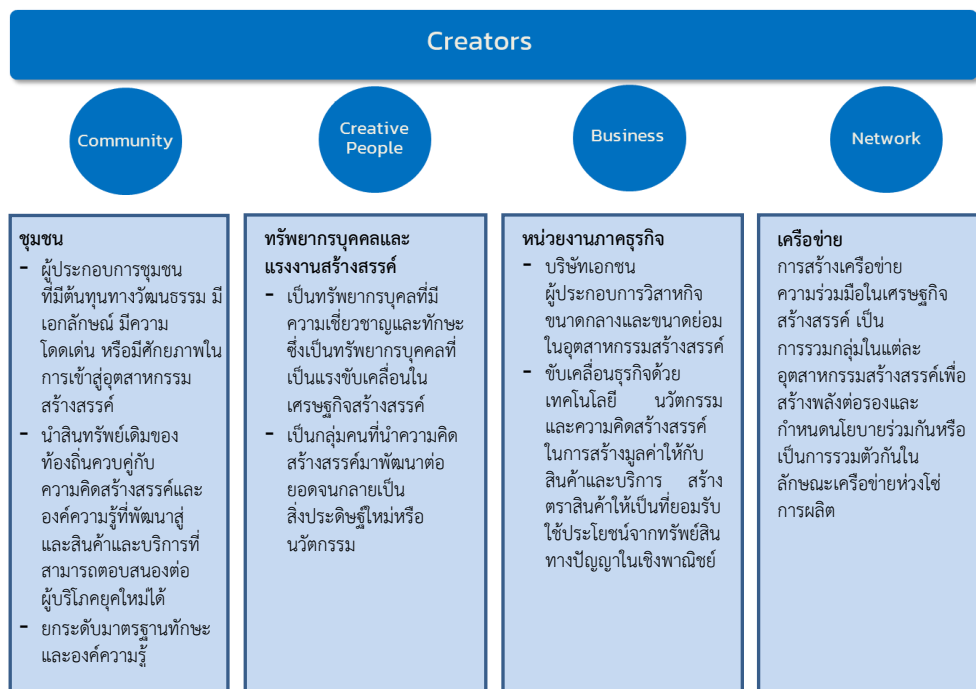 Creators
Community
Creative
People
Business
Network
ชุมชน
- ผู้ประกอบการชุมชน
ที่มีต้นทุนทางวัฒนธรรม มี
เอกลักษณ์ มีความ
โดดเด่น หรือมีศักยภาพใน
การเข้าสู่อุตสาหกรรม
สร้างสรรค์
- นำสินทรัพย์เดิมของ
ท้องถิ่นควบคู่กับ
ความคิดสร้างสรรค์และ
องค์ความรู้ที่พัฒนาสู่
และสินค้าและบริการที่
สามารถตอบสนองต่อ
ผู้บริโภคยุคใหม่ได้
- ยกระดับมาตรฐานทักษะ
และองค์ความรู้
ทรัพยากรบุคคลและ
แรงงานสร้างสรรค์
- เป็นทรัพยากรบุคลที่มี
ความเชี่ยวชาญและทักษะ
ซึ่งเป็นทรัพยากรบุคคลที่
เป็นแรงขับเคลื่อนใน
เศรษฐกิจสร้างสรรค์
- เป็นกลุ่มคนที่นำความคิด
สร้างสรรค์มาพัฒนาต่อ
ยอดจนกลายเป็น
สิ่งประดิษฐ์ใหม่หรือ
นวัตกรรม
หน่วยงานภาคธุรกิจ
- บริษัทเอกชน
ผู้ประกอบการวิสาหกิจ
ขนาดกลางและขนาดย่อม
ในอุตสาหกรรมสร้างสรรค์
- ขับเคลื่อนธุรกิจด้วย
เทคโนโลยี นวัตกรรม
และความคิดสร้างสรรค์
ในการสร้างมูลค่าให้กับ
สินค้าและบริการ สร้าง
ตราสินค้าให้เป็นที่ยอมรับ
ใช้ประโยชน์จากทรัพย์สิน
ทางปัญญาในเชิงพาณิชย์
เครือข่าย
การสร้างเครือข่าย
ความร่วมมือในเศรษฐกิจ
สร้างสรรค์ เป็น
การรวมกลุ่มในแต่ละ
อุตสาหกรรมสร้างสรรค์เพื่อ
สร้างพลังต่อรองและ
กำหนดนโยบายร่วมกันหรือ
เป็นการรวมตัวกันใน
ลักษณะเครือข่ายห่วงโซ่
การผลิต